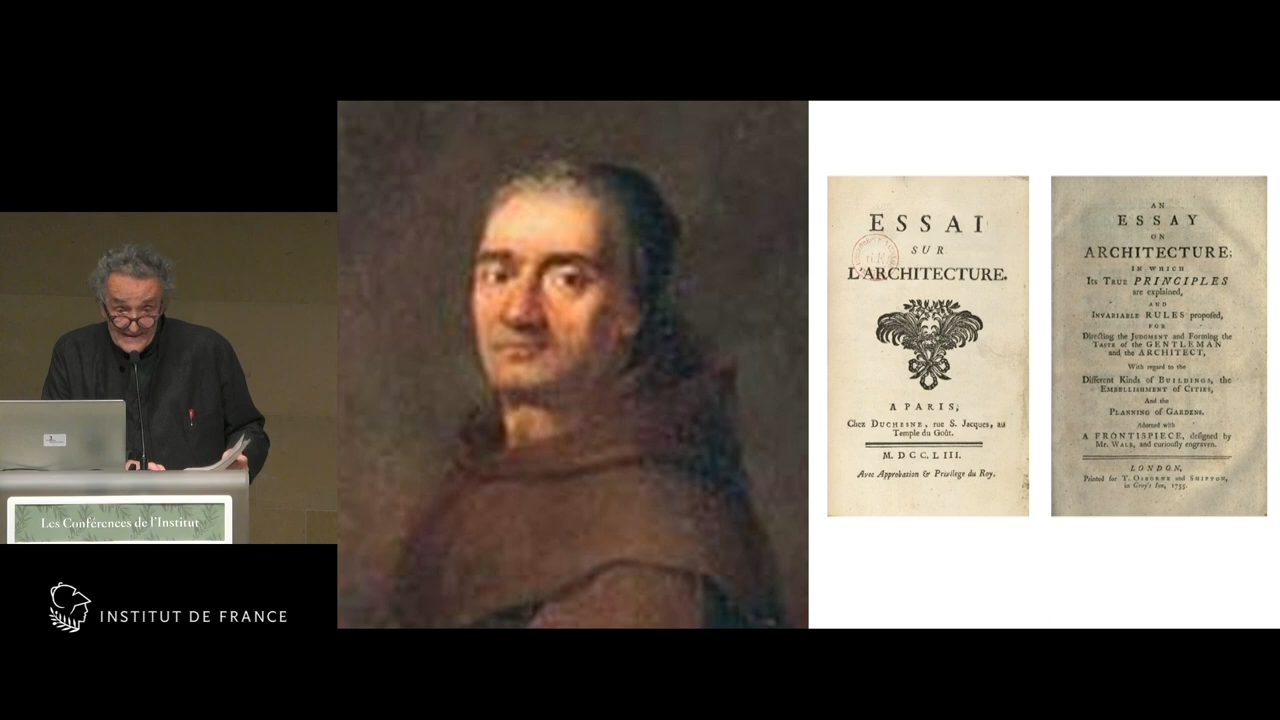 Les Conférences de l'Institut
INSTITUT DE FRANCE
ESSAI
SUR
L'ARCHITECTURE.
A PARIS,
Chez DUCHESNE, rue S. Jacques, au
Temple du Goût.
M. D C C. L I I I.
Avec Approbation & Privilege du Roy.
AN
ESSAY
ON
ARCHITECTURE;
IN WHICH
Its TRUE PRINCIPLES
are explained,
AND
INVARIABLE RULES proposed,
FOR
Directing the JUDGMENT and Forming the
TASTE of the GENTLEMAN
and the ARCHITECT,
With regard to the
Different Kinds of BUILDINGS, the
EMBELLISHMENT of CITIES,
And the
PLANNING of GARDENS.
Adorned with
A FRONTISPIECE, designed by
Mr. WALE, and curiously engraven.
LONDON,
Printed for T. OSBORNE and SHIPTON,
in Gray's Inn, 1755.